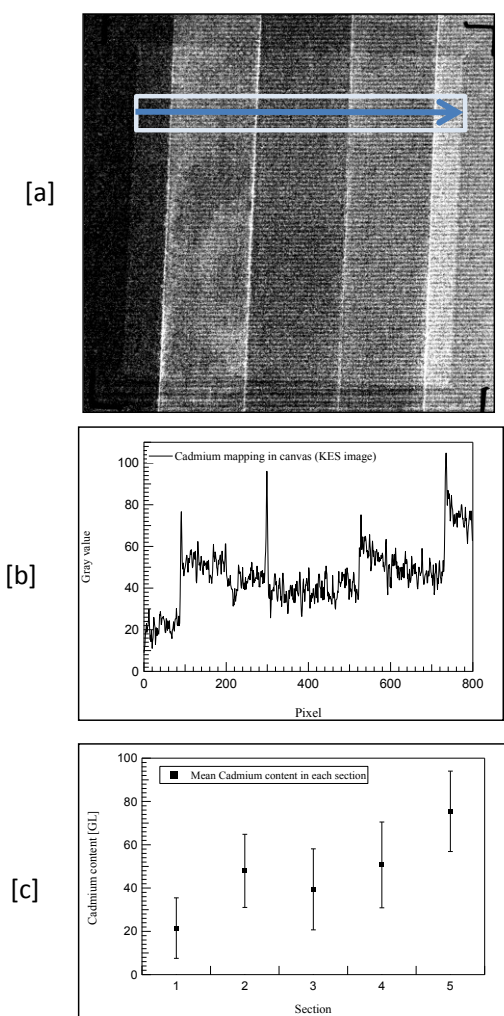 [a]
[b]
Cadmium mapping in canvas (KES image)
Gray value
100
80
60
40
20
0
0 200 400 600 800
Pixel
[c]
Mean Cadmium content in each section
Cadmium content [GL]
100
80
60
40
20
0
1 2 3 4 5
Section